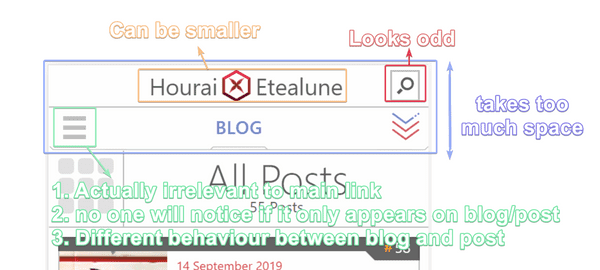 Can be smaller
Looks odd
Hourai Etealune
BLOG
takes too
much space
All Posts
55 Posts
1. Actually irrelevant to main link
2. no one will notice if it only appears on blog/post
3. Different behaviour between blog and post
14 September 2019